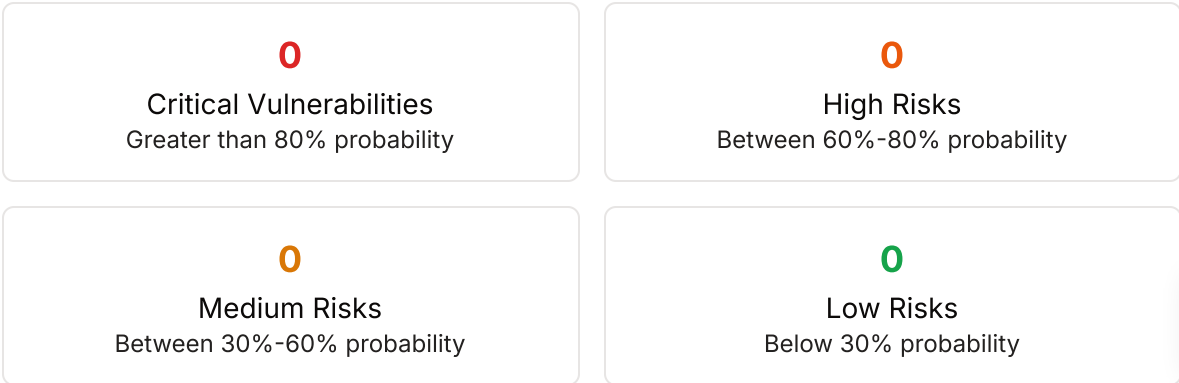 0
Critical Vulnerabilities
Greater than 80% probability
0
High Risks
Between 60%-80% probability
0
Medium Risks
Between 30%-60% probability
0
Low Risks
Below 30% probability